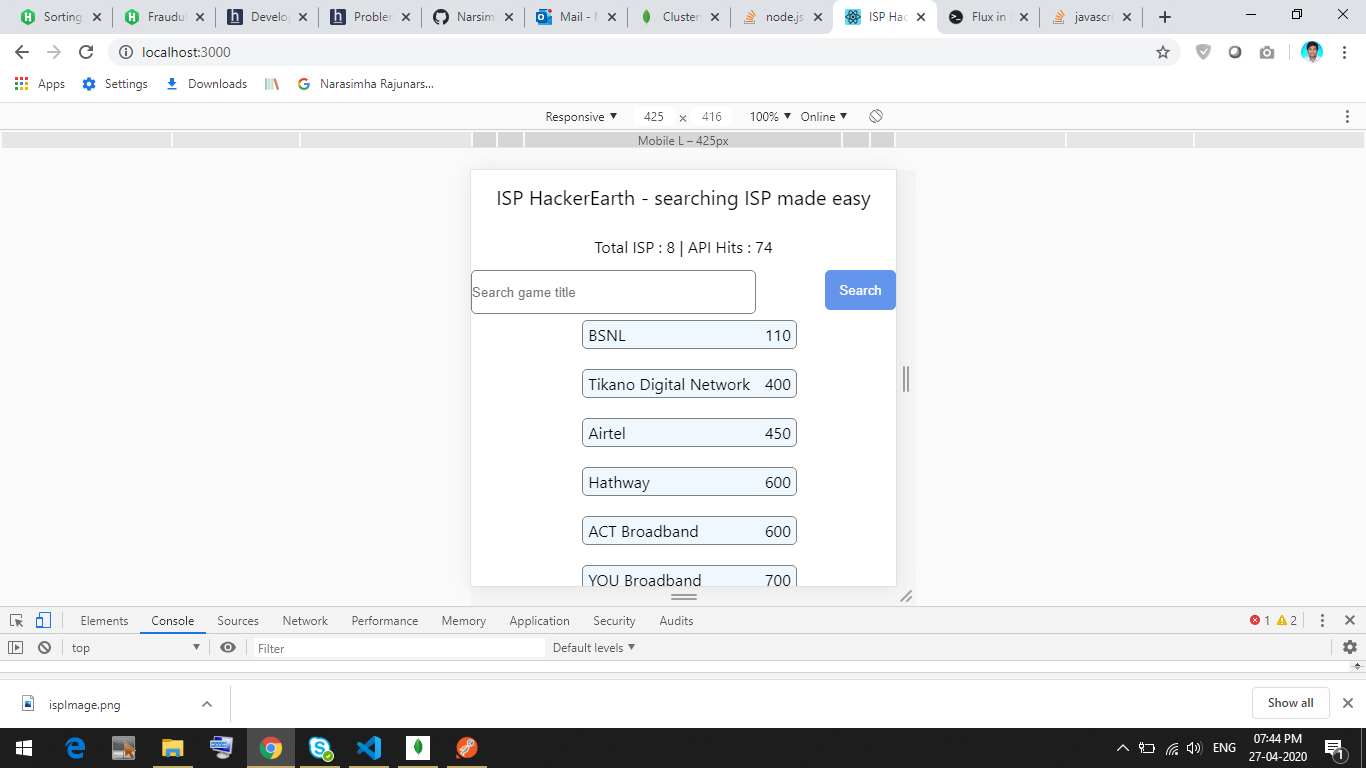 Sorting
Fraudul
Develop
Problem
Narsim
Mail - N
Clusters
node.js
ISP Hac
Flux in
javascri
localhost:3000
Apps Settings Downloads Narasimha Rajunars...
Responsive 425 × 416 100% Online
Mobile L – 425px
ISP HackerEarth - searching ISP made easy
Total ISP : 8 | API Hits : 74
Search game title
Search
BSNL 110
Tikano Digital Network 400
Airtel 450
Hathway 600
ACT Broadband 600
YOU Broadband 700
Elements Console Sources Network Performance Memory Application Security Audits 1 2
top Filter Default levels
ispImage.png Show all
ENG 07:44 PM
27-04-2020
1